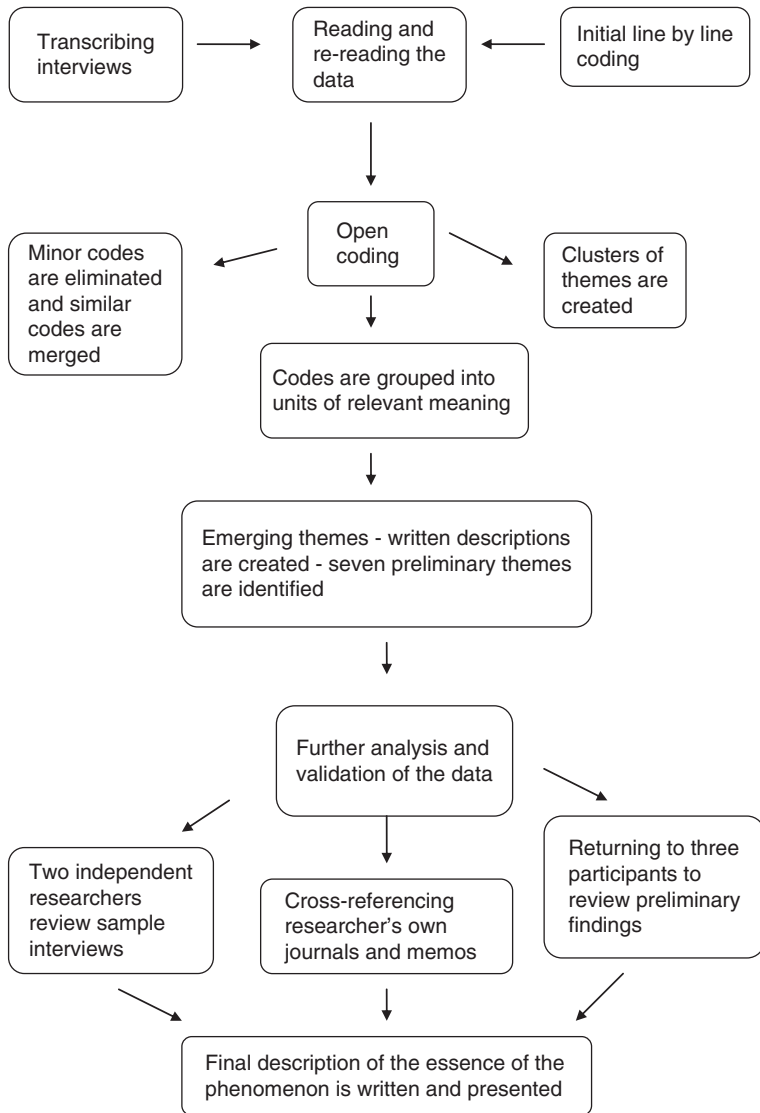 Transcribing
interviews
Reading and
re-reading the
data
Initial line by line
coding
Open
coding
Minor codes
are eliminated
and similar
codes are
merged
Clusters of
themes are
created
Codes are grouped into
units of relevant meaning
Emerging themes - written descriptions
are created - seven preliminary themes
are identified
Further analysis and
validation of the data
Two independent
researchers
review sample
interviews
Cross-referencing
researcher's own
journals and memos
Returning to three
participants to
review preliminary
findings
Final description of the essence of the
phenomenon is written and presented